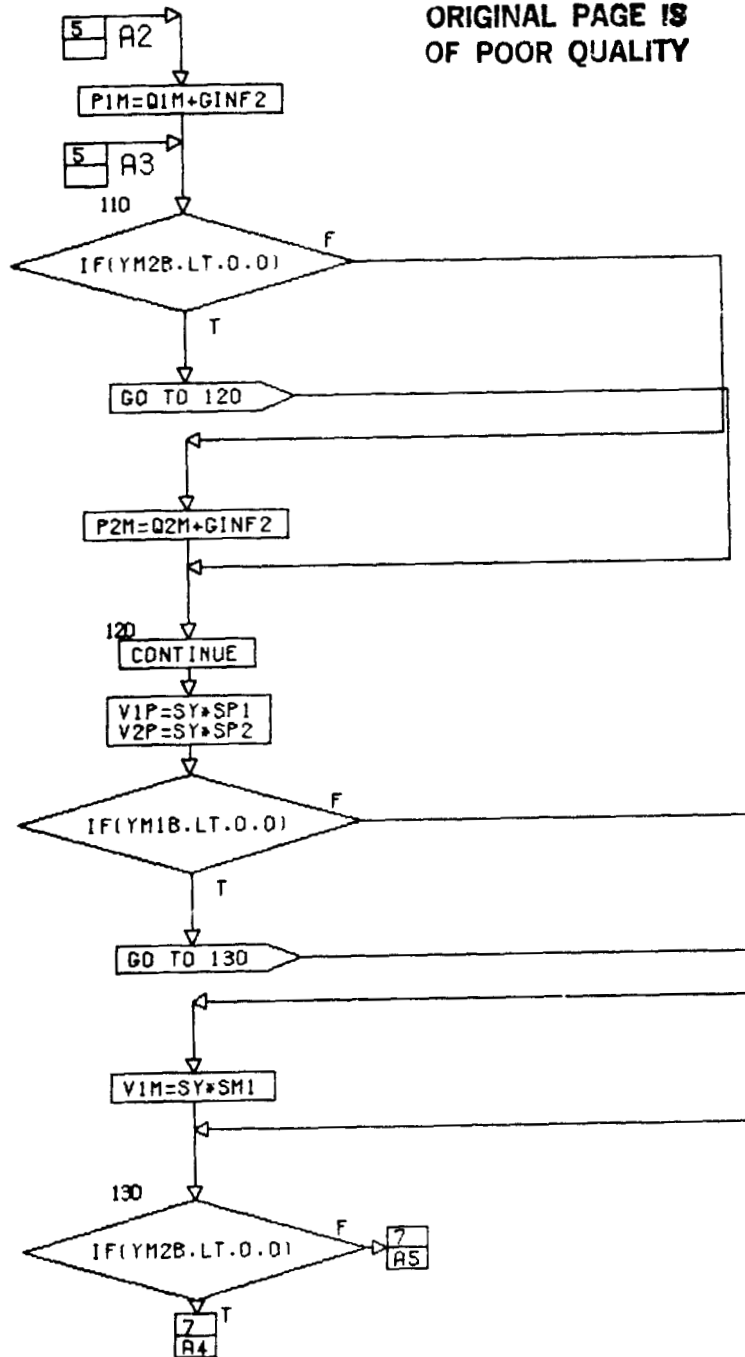 ORIGINAL PAGE IS
OF POOR QUALITY
5
A2
P1M=Q1M+GINF2
5
A3
110
IF(YM2B.LT.0.0)
F
T
GO TO 120
P2M=Q2M+GINF2
120
CONTINUE
V1P=SY*SP1
V2P=SY*SP2
IF(YM1B.LT.0.0)
F
T
GO TO 130
V1M=SY*SM1
130
IF(YM2B.LT.0.0)
F
7
A5
T
7
A4